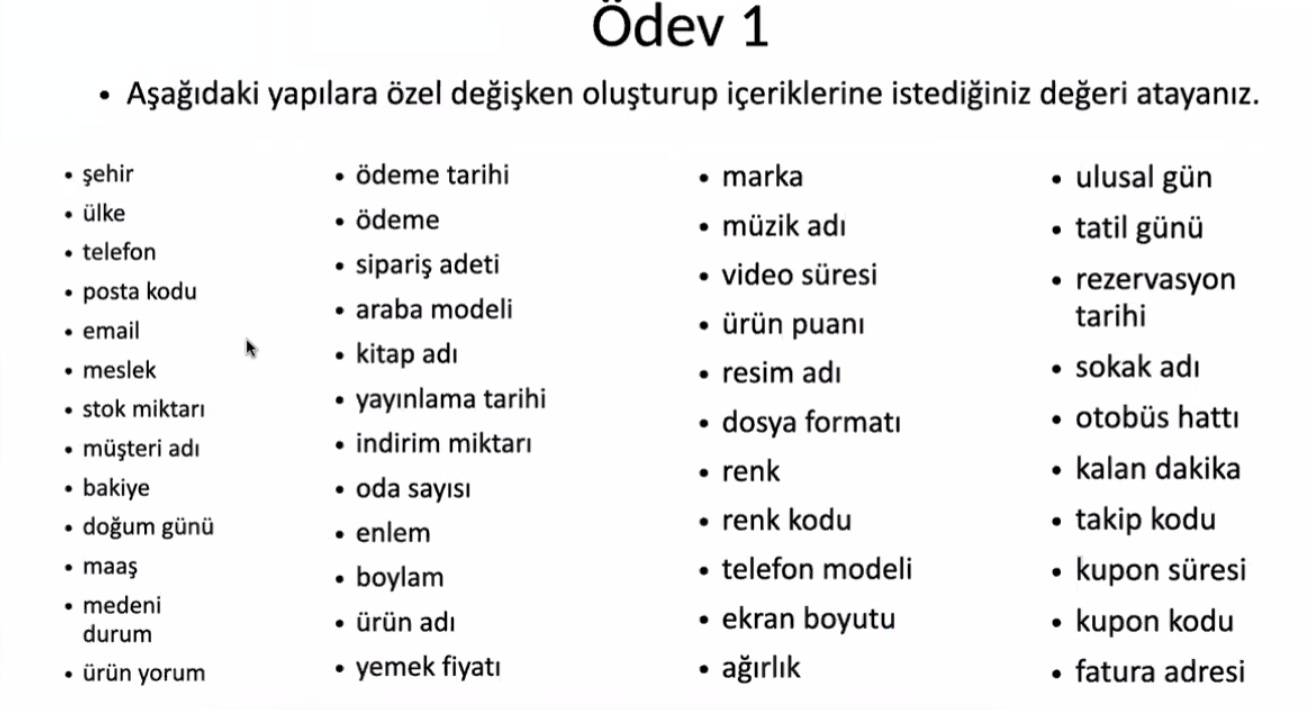 Ödev 1
• Aşağıdaki yapılara özel değişken oluşturup içeriklerine istediğiniz değeri atayanız.
• şehir
• ülke
• telefon
• posta kodu
• email
• meslek
• stok miktarı
• müşteri adı
• bakiye
• doğum günü
• maaş
• medeni
durum
• ürün yorum
• ödeme tarihi
• ödeme
• sipariş adeti
• araba modeli
• kitap adı
• yayınlama tarihi
• indirim miktarı
• oda sayısı
• enlem
• boylam
• ürün adı
• yemek fiyatı
• marka
• müzik adı
• video süresi
• ürün puanı
• resim adı
• dosya formatı
• renk
• renk kodu
• telefon modeli
• ekran boyutu
• ağırlık
• ulusal gün
• tatil günü
• rezervasyon
tarihi
• sokak adı
• otobüs hattı
• kalan dakika
• takip kodu
• kupon süresi
• kupon kodu
• fatura adresi